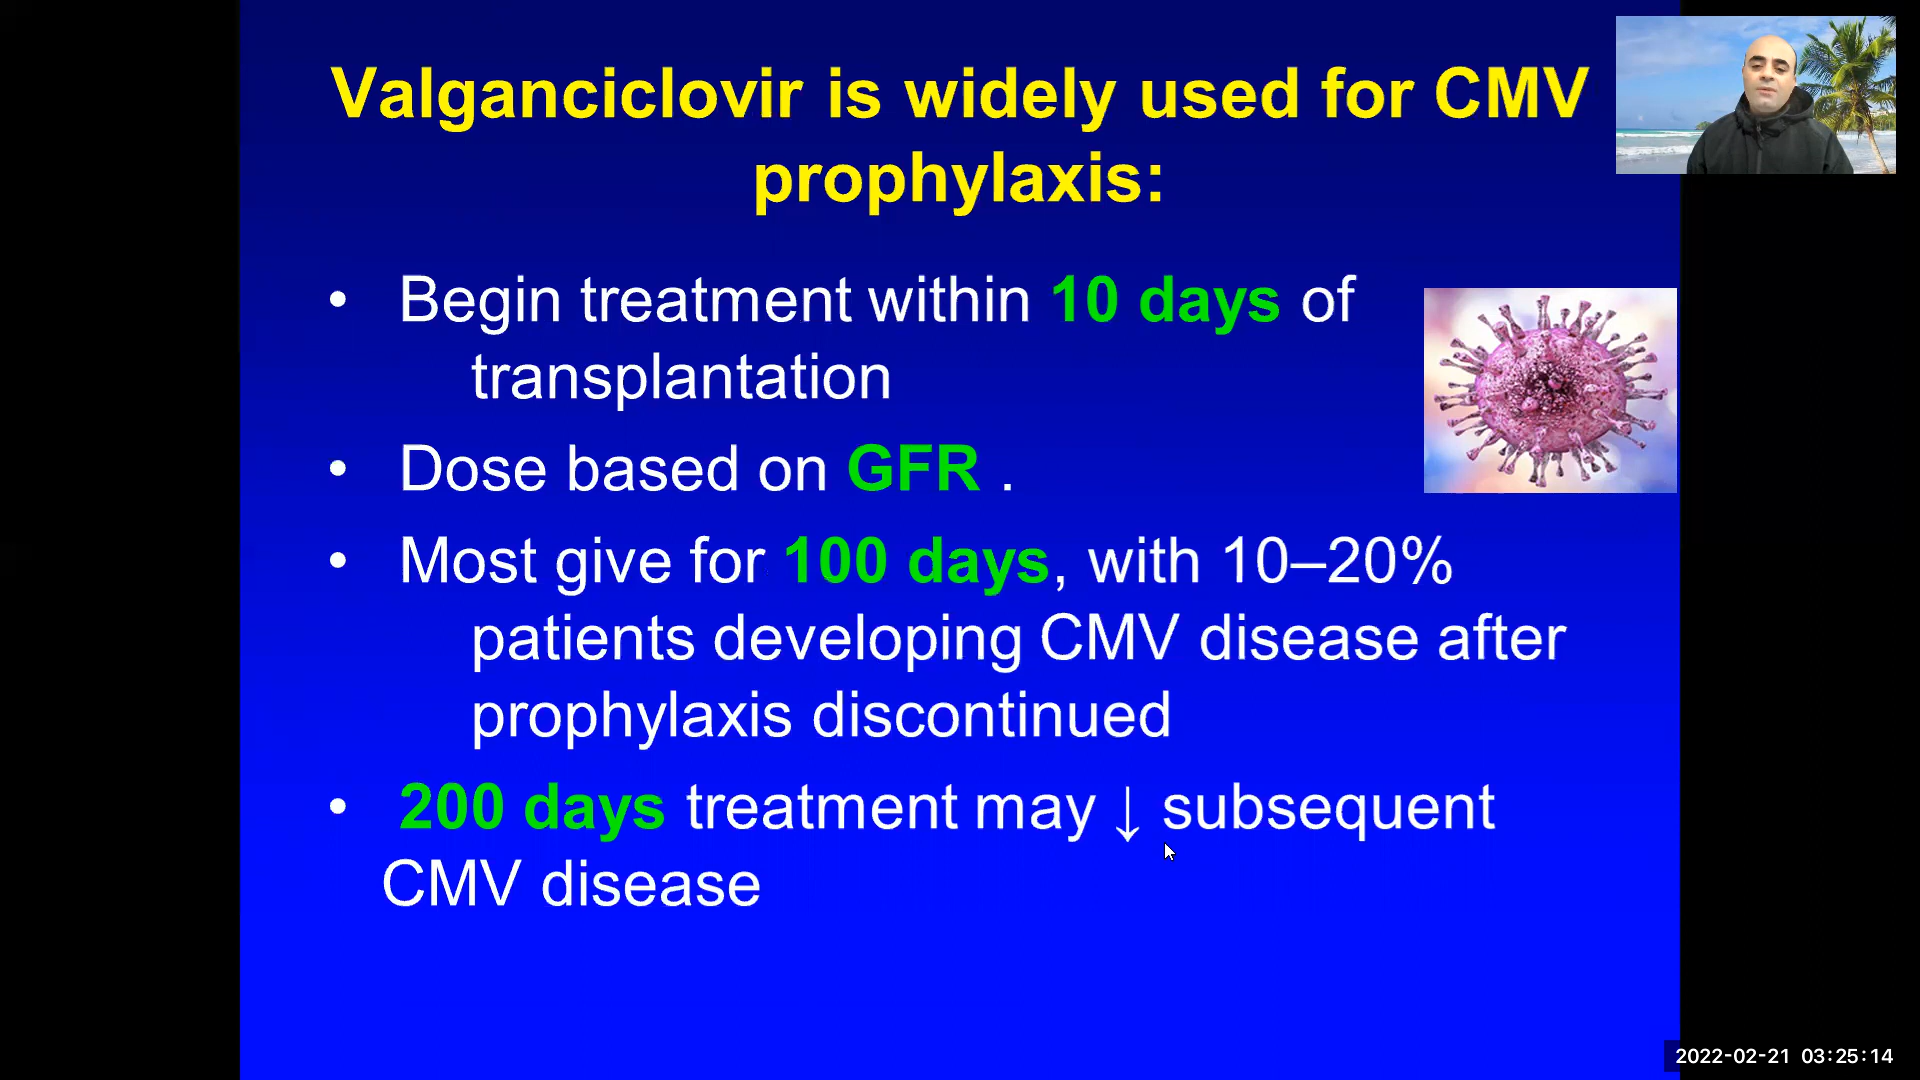 Valganciclovir is widely used for CMV
prophylaxis:
• Begin treatment within 10 days of
transplantation
• Dose based on GFR .
• Most give for 100 days, with 10–20%
patients developing CMV disease after
prophylaxis discontinued
• 200 days treatment may ↓ subsequent
CMV disease
2022-02-21 03:25:14